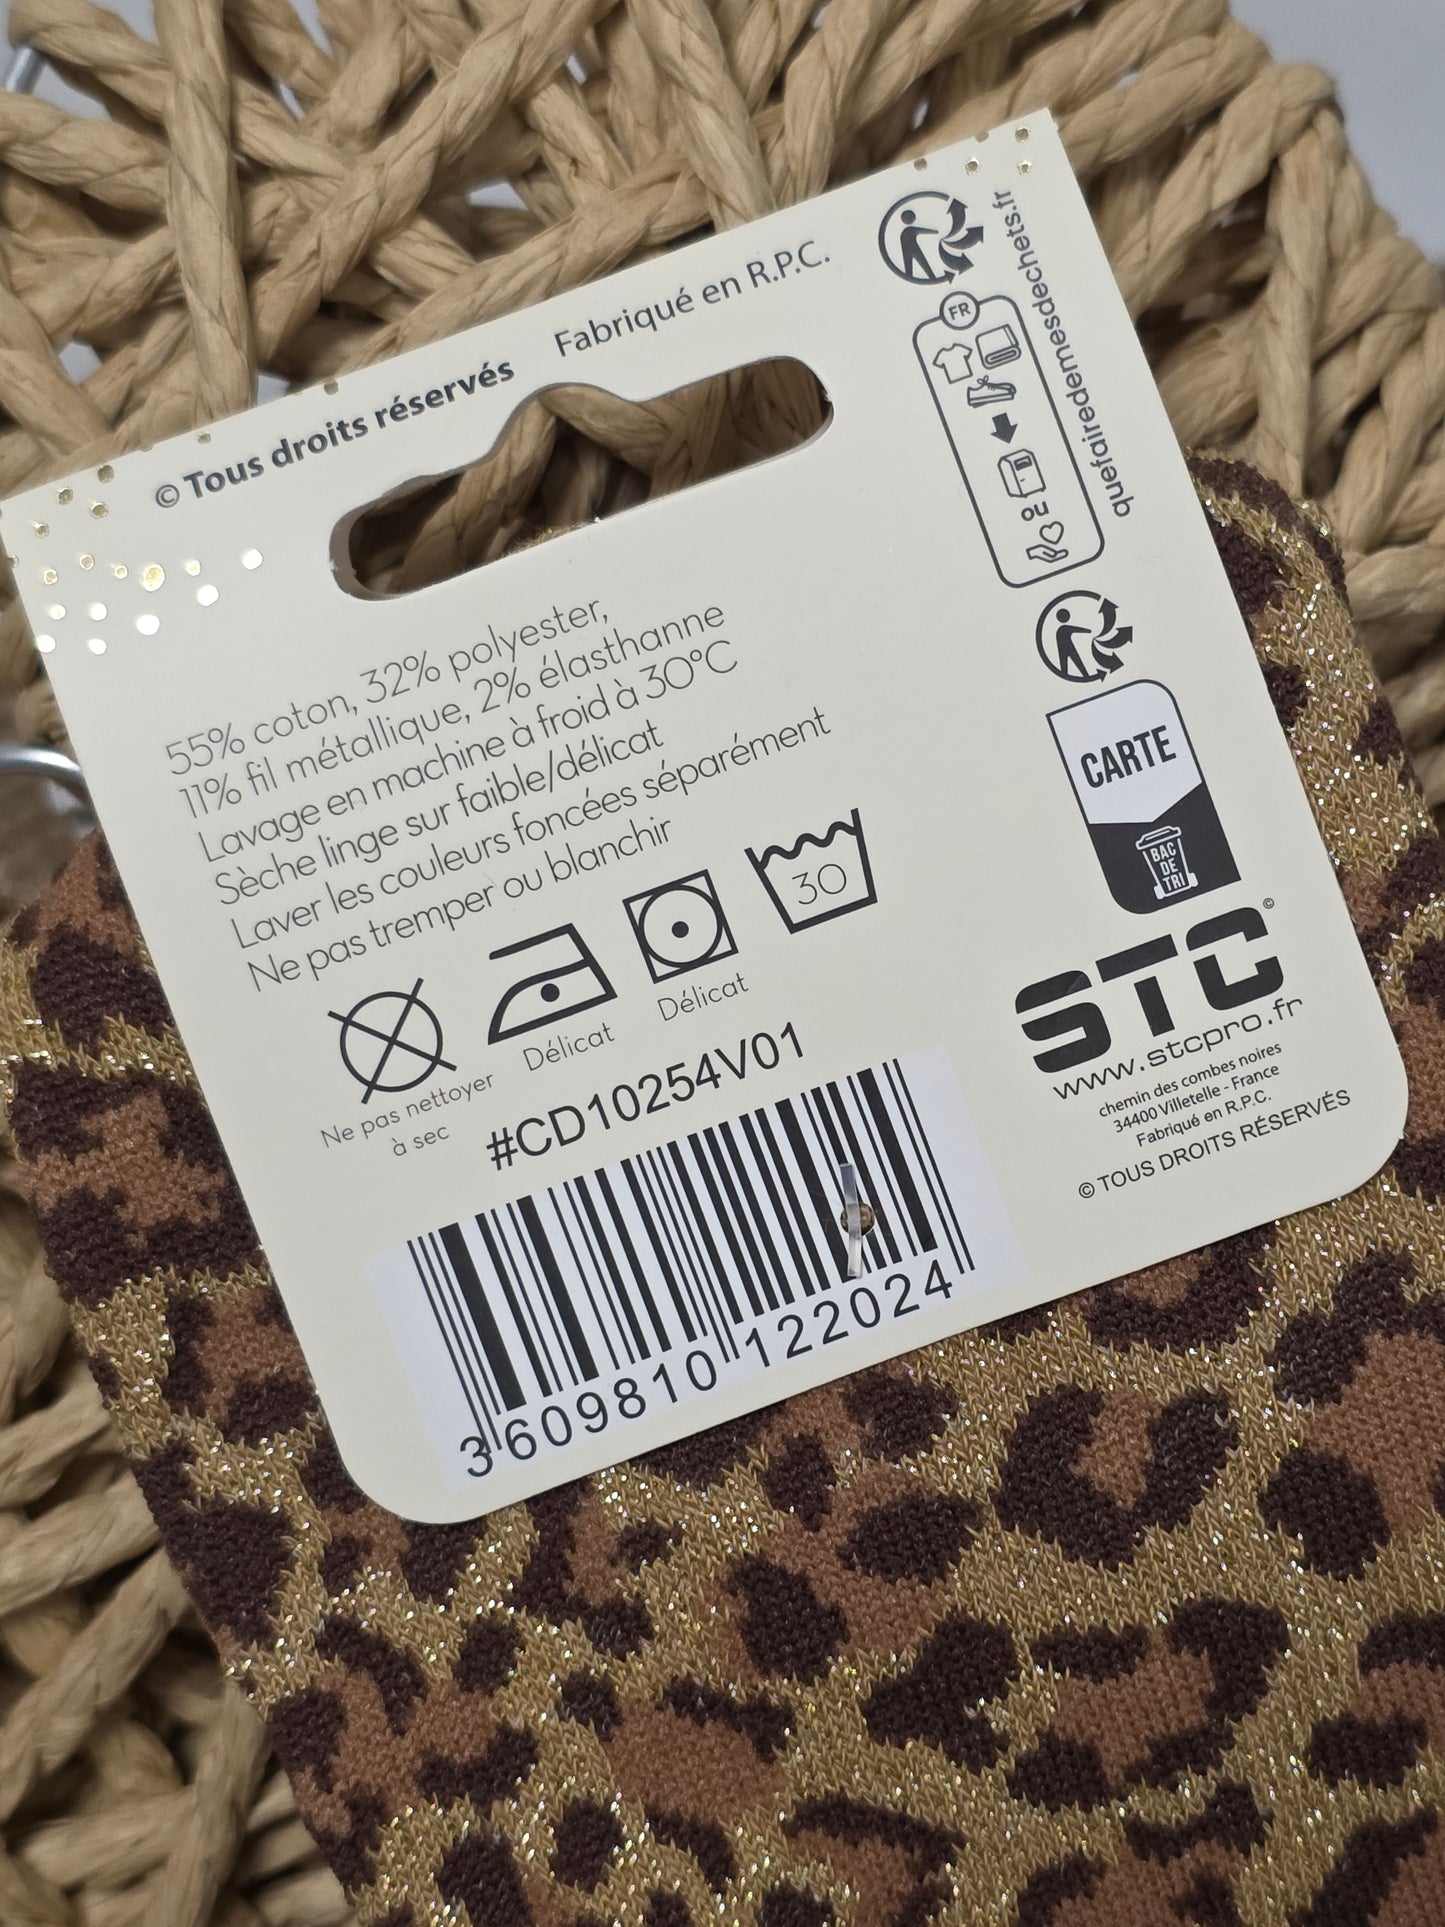 © Tous droits réservés
Fabriqué en R.P.C.
55% coton, 32% polyester,
11% fil métallique, 2% élasthanne
Lavage en machine à froid à 30°C
Sèche linge sur faible/délicat
Laver les couleurs foncées séparément
Ne pas tremper ou blanchir
30
Délicat
Délicat
Ne pas nettoyer
à sec
#CD10254V01
3 609810 122024
quefairedemesdechets.fr
FR
OU
CARTE
BAC
DE
TRI
STC©
www.stcpro.fr
chemin des combes noires
34400 Villetelle - France
Fabriqué en R.P.C.
© TOUS DROITS RÉSERVÉS